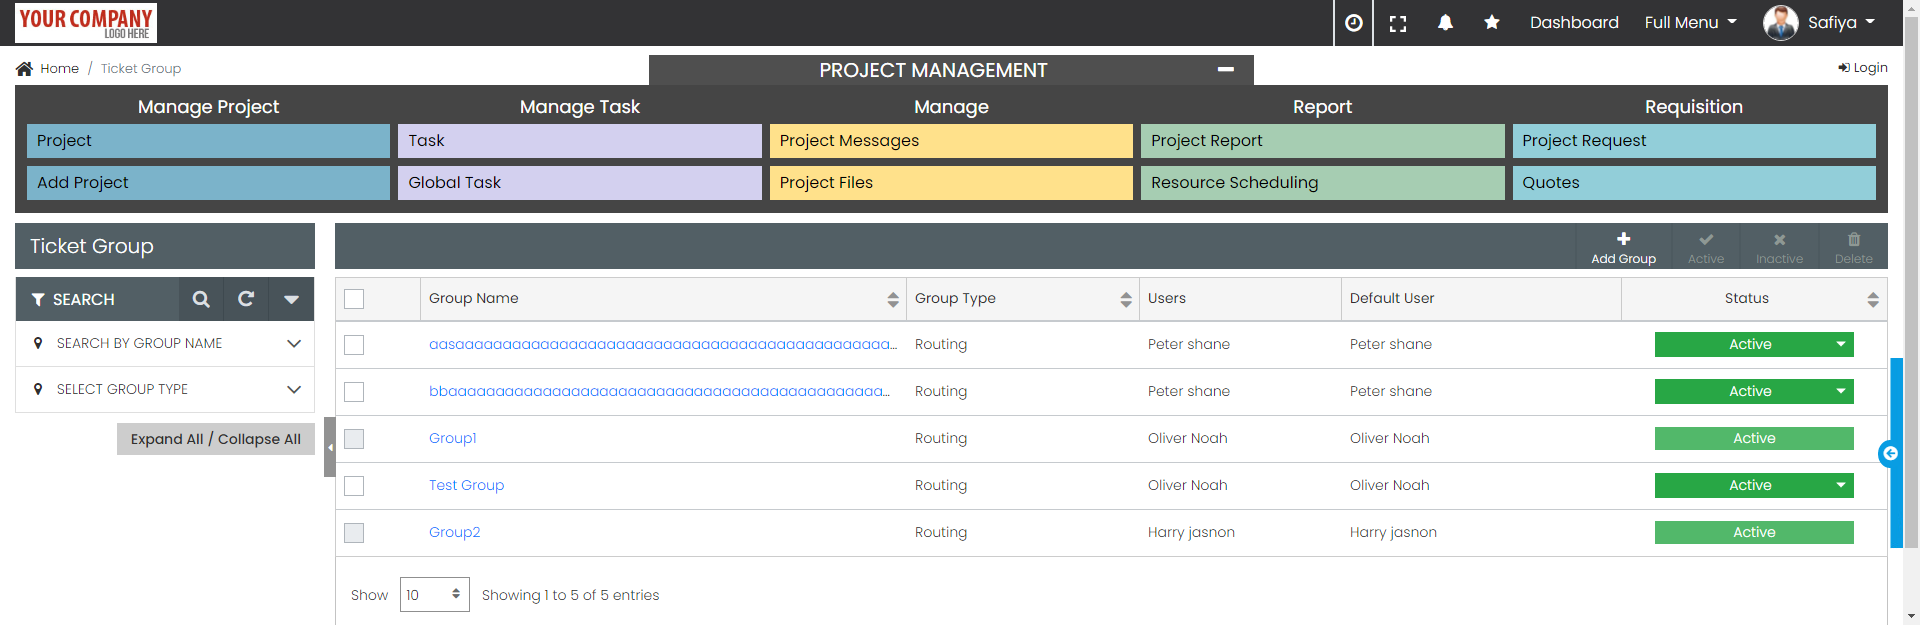 YOUR COMPANY
LOGO HERE
Dashboard
Full Menu
Safiya
Home / Ticket Group
PROJECT MANAGEMENT
Login
Manage Project
Manage Task
Manage
Report
Requisition
Project
Task
Project Messages
Project Report
Project Request
Add Project
Global Task
Project Files
Resource Scheduling
Quotes
Ticket Group
Add Group
Active
Inactive
Delete
SEARCH
SEARCH BY GROUP NAME
SELECT GROUP TYPE
Expand All / Collapse All
Group Name
Group Type
Users
Default User
Status
Routing
Peter shane
Peter shane
Active
Routing
Peter shane
Peter shane
Active
Group1
Routing
Oliver Noah
Oliver Noah
Active
Test Group
Routing
Oliver Noah
Oliver Noah
Active
Group2
Routing
Harry jasnon
Harry jasnon
Active
Show
10
Showing 1 to 5 of 5 entries